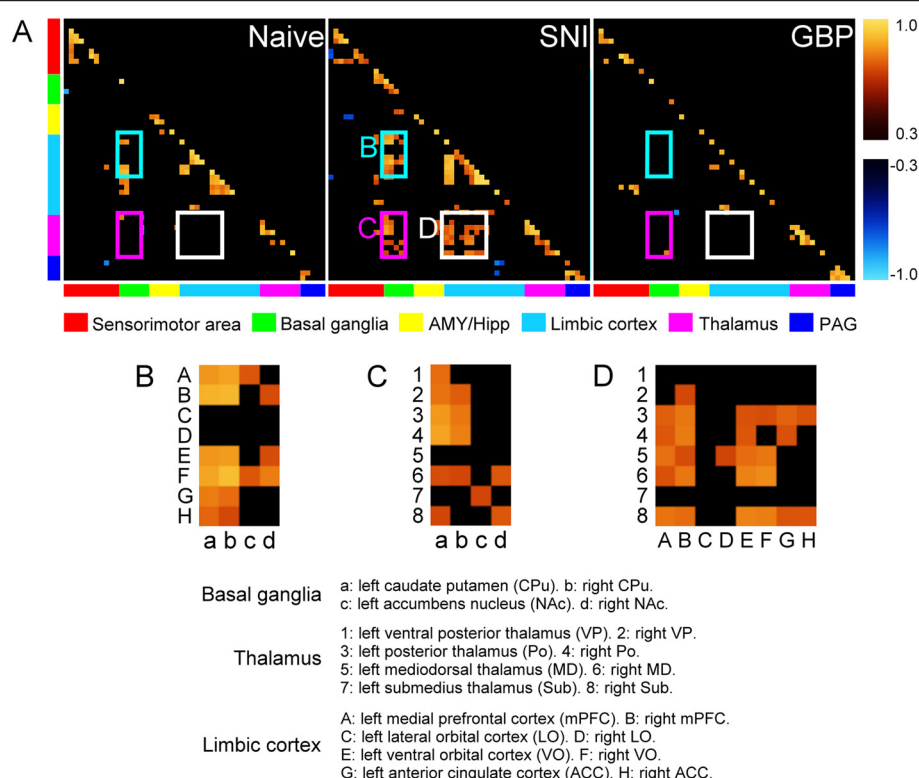 A
Naive
SNI
GBP
1.0
0.3
-0.3
-1.0
B
C
D
Sensorimotor area
Basal ganglia
AMY/Hipp
Limbic cortex
Thalamus
PAG
B
A
B
C
D
E
F
G
H
a b c d
C
1
2
3
4
5
6
7
8
a b c d
D
1
2
3
4
5
6
7
8
A B C D E F G H
Basal ganglia
a: left caudate putamen (CPu). b: right CPu.
c: left accumbens nucleus (NAc). d: right NAc.
Thalamus
1: left ventral posterior thalamus (VP). 2: right VP.
3: left posterior thalamus (Po). 4: right Po.
5: left mediodorsal thalamus (MD). 6: right MD.
7: left submedius thalamus (Sub). 8: right Sub.
Limbic cortex
A: left medial prefrontal cortex (mPFC). B: right mPFC.
C: left lateral orbital cortex (LO). D: right LO.
E: left ventral orbital cortex (VO). F: right VO.
G: left anterior cingulate cortex (ACC). H: right ACC.